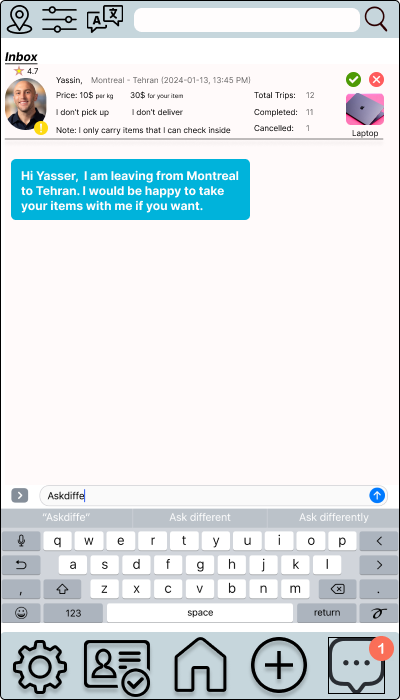 A 文
Inbox
4.7
Yassin, Montreal - Tehran (2024-01-13, 13:45 PM)
Price: 10$ per kg 30$ for your item Total Trips: 12
I don't pick up I don't deliver Completed: 11
Note: I only carry items that I can check inside Cancelled: 1
Laptop
Hi Yasser, I am leaving from Montreal
to Tehran. I would be happy to take
your items with me if you want.
Askdiffe
"Askdiffe" Ask different Ask differently
q w e r t y u i o p
a s d f g h j k l
, z x c v b n m .
123 space return
1